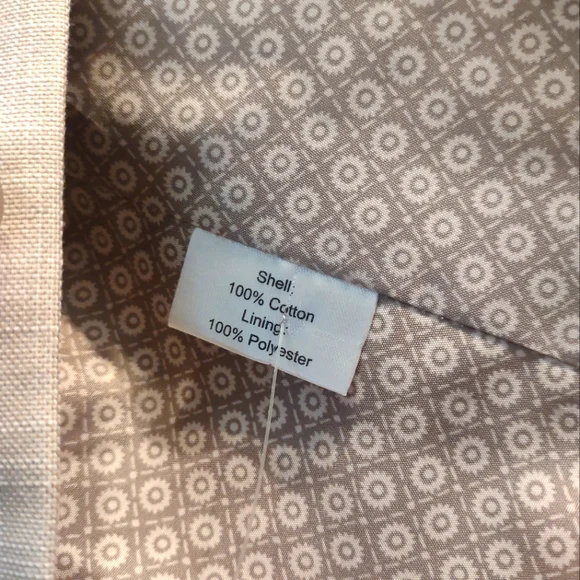 Shell:
100% Cotton
Lining:
100% Polyester